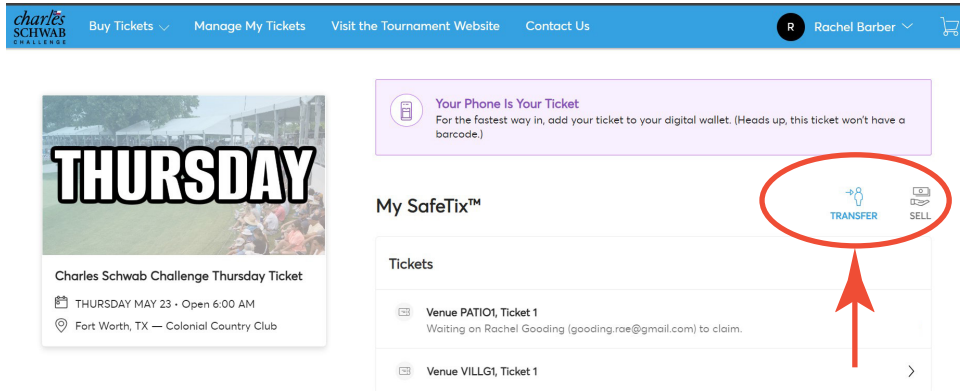 charles
SCHWAB
CHALLENGE
Buy Tickets
Manage My Tickets
Visit the Tournament Website
Contact Us
R
Rachel Barber
THURSDAY
Charles Schwab Challenge Thursday Ticket
THURSDAY MAY 23 • Open 6:00 AM
Fort Worth, TX — Colonial Country Club
Your Phone Is Your Ticket
For the fastest way in, add your ticket to your digital wallet. (Heads up, this ticket won't have a
barcode.)
My SafeTix™
TRANSFER
SELL
Tickets
Venue PATIO1, Ticket 1
Waiting on Rachel Gooding (gooding.rae@gmail.com) to claim.
Venue VILLG1, Ticket 1